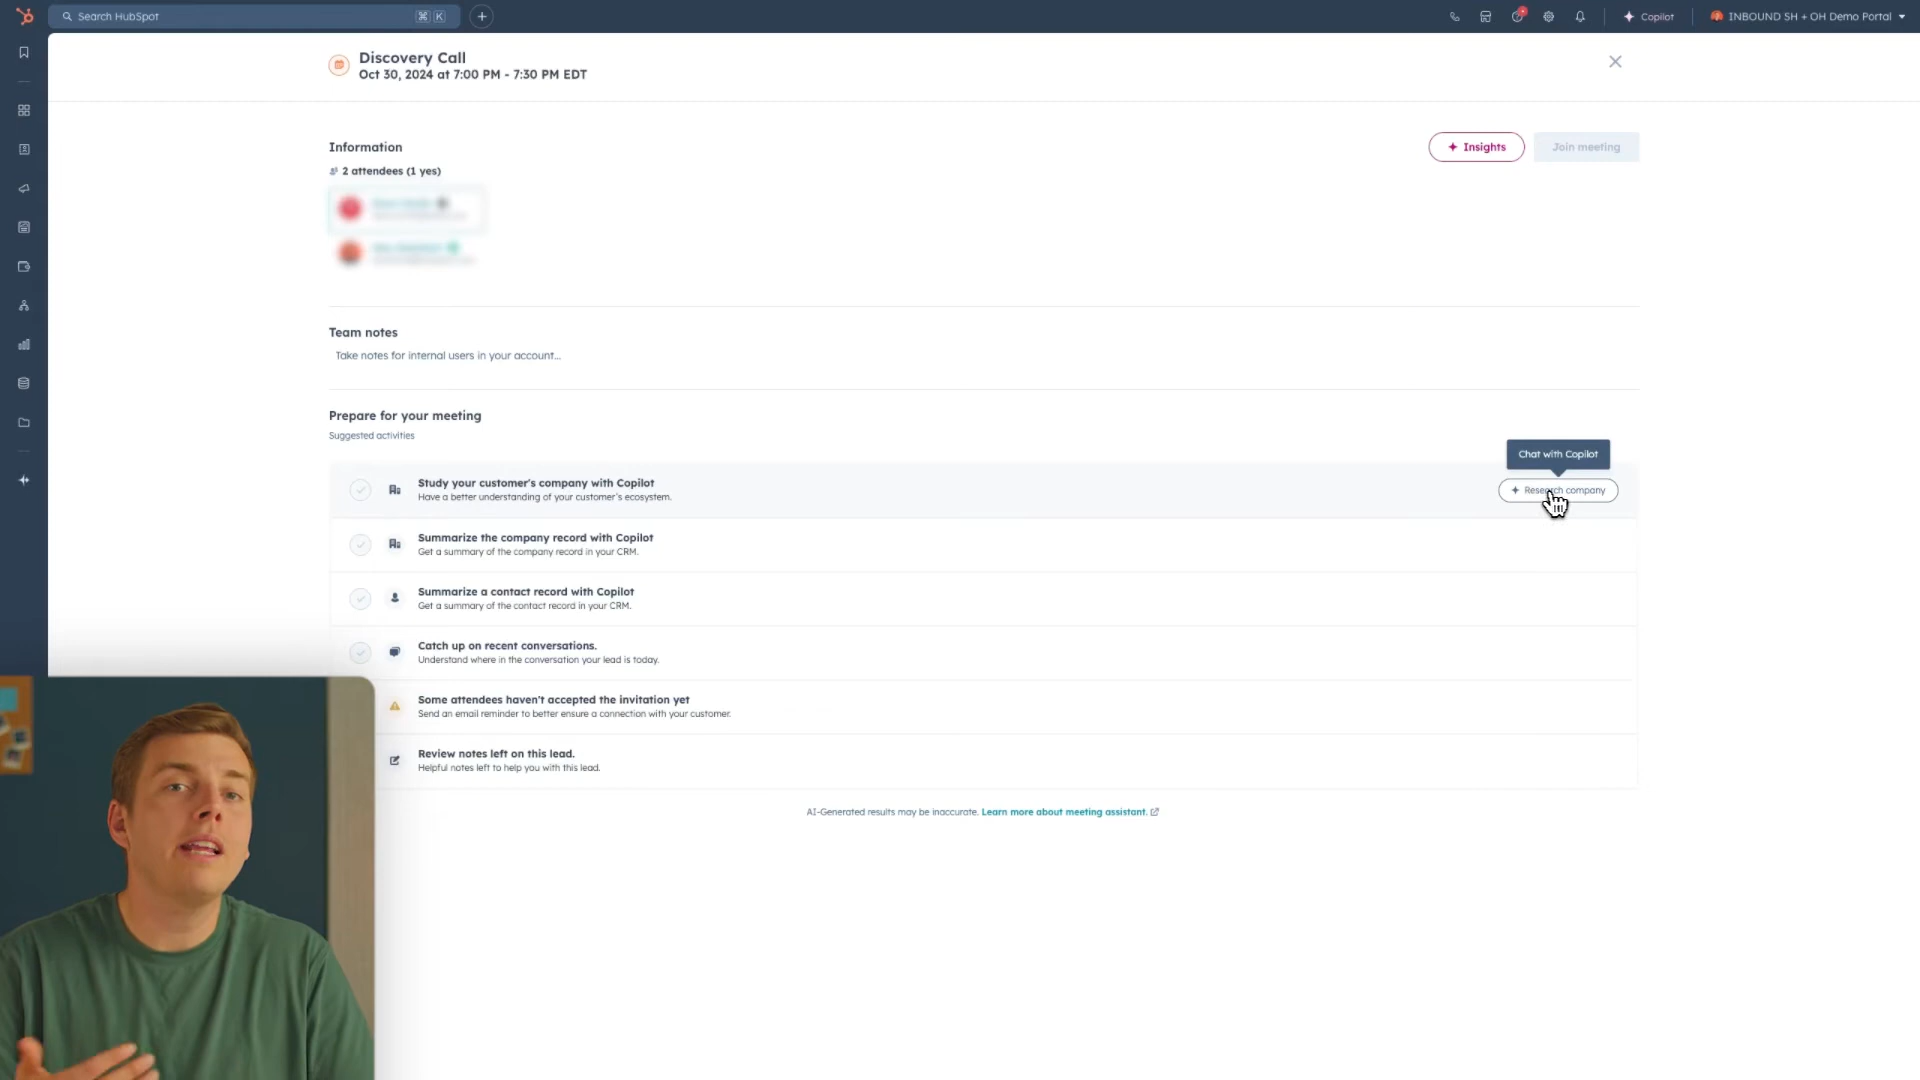 Search HubSpot
⌘ K
Copilot
INBOUND SH + OH Demo Portal
Discovery Call
Oct 30, 2024 at 7:00 PM - 7:30 PM EDT
Information
Insights
Join meeting
2 attendees (1 yes)
Team notes
Take notes for internal users in your account...
Prepare for your meeting
Suggested activities
Chat with Copilot
Study your customer's company with Copilot
Have a better understanding of your customer's ecosystem.
Research company
Summarize the company record with Copilot
Get a summary of the company record in your CRM.
Summarize a contact record with Copilot
Get a summary of the contact record in your CRM.
Catch up on recent conversations.
Understand where in the conversation your lead is today.
Some attendees haven't accepted the invitation yet
Send an email reminder to better ensure a connection with your customer.
Review notes left on this lead.
Helpful notes left to help you with this lead.
AI-Generated results may be inaccurate. Learn more about meeting assistant.